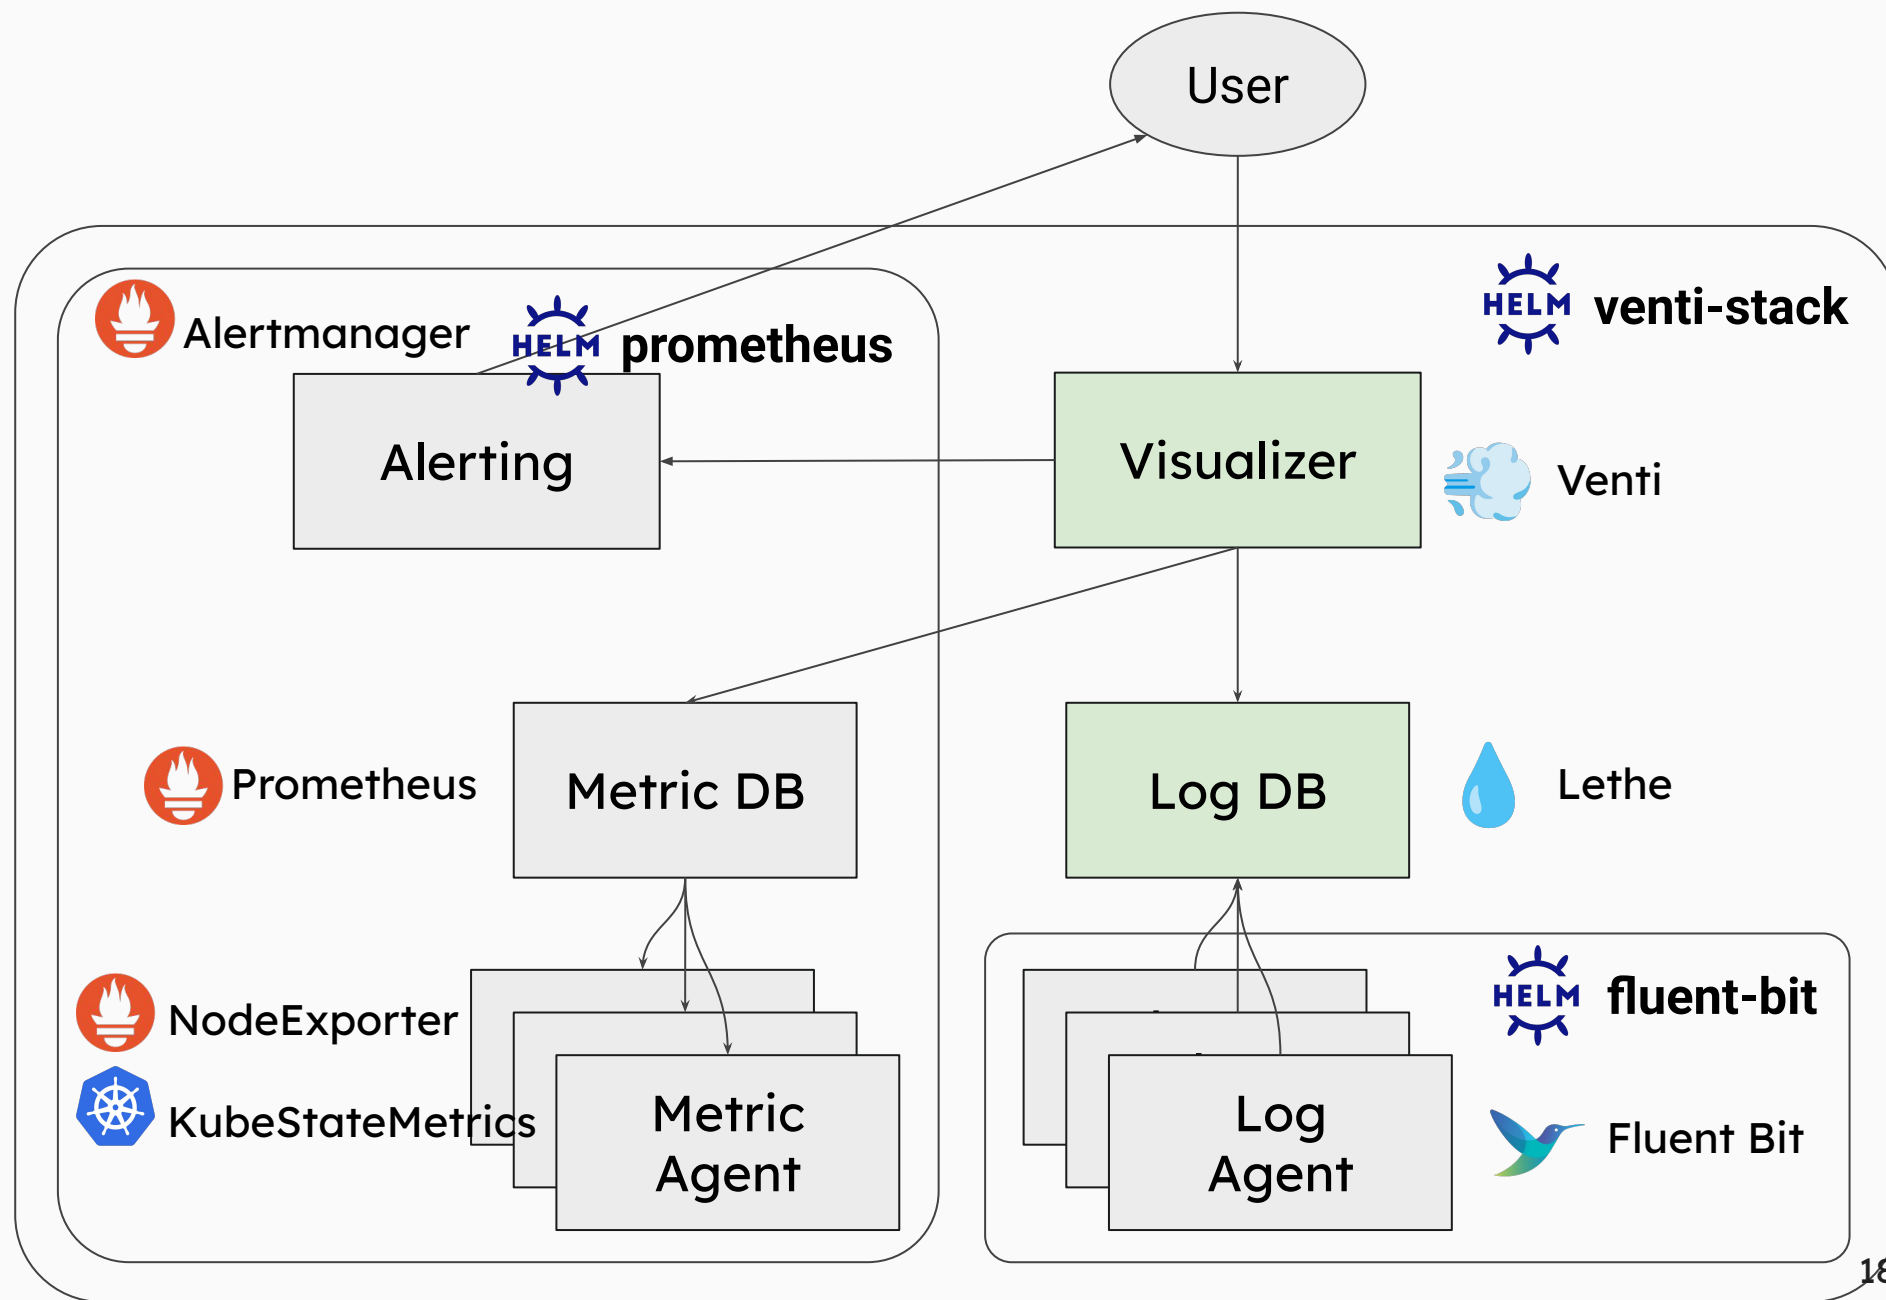 User
HELM venti-stack
Alertmanager
HELM prometheus
Alerting
Visualizer
Venti
Prometheus
Metric DB
Log DB
Lethe
NodeExporter
KubeStateMetrics
Metric
Agent
Log
Agent
HELM fluent-bit
Fluent Bit
18